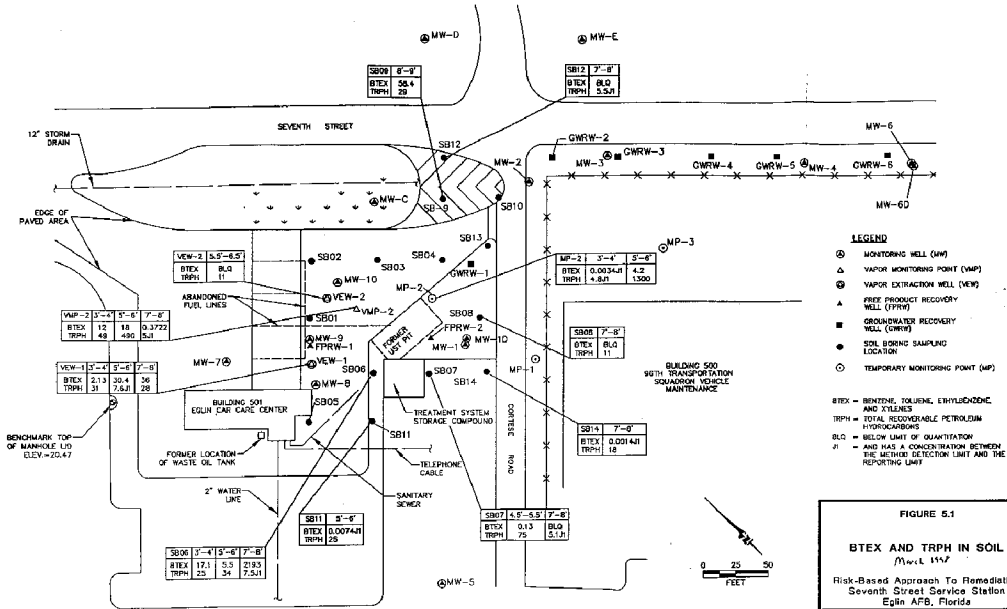 MW-D
MW-E
SB09 8'-9'
BTEX 58.4
TRPH 29
SB12 7'-8'
BTEX BLQ
TRPH 5.5J1
SEVENTH STREET
12" STORM
DRAIN
SB12
MW-2
GWRW-2
MW-3
GWRW-3
GWRW-4
GWRW-5
MW-4
GWRW-6
MW-6
MW-6D
MW-C
SB-9
SB10
EDGE OF
PAVED AREA
SB13
MP-3
VEW-2 5.5'-6.5'
BTEX BLQ
TRPH 11
SB02
SB03
SB04
GWRW-1
MW-10
VEW-2
MP-2
MP-2 3'-4' 5'-6'
BTEX 0.0034J1 4.2
TRPH 4.8J1 1300
ABANDONED
FUEL LINES
VMP-2
SB01
SB08
VMP-2 3'-4' 5'-6' 7'-8'
BTEX 12 18 0.3722
TRPH 49 490 5J1
FORMER
UST PIT
FPRW-2
MW-1
MW-1D
SB08 7'-8'
BTEX BLQ
TRPH 11
MW-9
FPRW-1
MW-7
VEW-1
MP-1
VEW-1 3'-4' 5'-6' 7'-8'
BTEX 2.13 30.4 36
TRPH 31 7.6J1 28
SB06
SB07
SB14
BUILDING 500
96TH TRANSPORTATION
SQUADRON VEHICLE
MAINTENANCE
MW-8
BUILDING 501
EGLIN CAR CARE CENTER
SB05
TREATMENT SYSTEM
STORAGE COMPOUND
CORTESE ROAD
SB11
SB14 7'-8'
BTEX 0.0014J1
TRPH 18
BENCHMARK TOP
OF MANHOLE LID
ELEV.=20.47
FORMER LOCATION
OF WASTE OIL TANK
TELEPHONE
CABLE
SANITARY
SEWER
2" WATER
LINE
SB11 5'-6'
BTEX 0.0074J1
TRPH 25
SB07 4.5'-5.5' 7'-8'
BTEX 0.13 BLQ
TRPH 75 5.1J1
SB06 3'-4' 5'-6' 7'-8'
BTEX 17.1 5.5 2193
TRPH 25 34 7.5J1
MW-5
N
0 25 50
FEET
LEGEND
MONITORING WELL (MW)
VAPOR MONITORING POINT (VMP)
VAPOR EXTRACTION WELL (VEW)
FREE PRODUCT RECOVERY
WELL (FPRW)
GROUNDWATER RECOVERY
WELL (GWRW)
SOIL BORING SAMPLING
LOCATION
TEMPORARY MONITORING POINT (MP)
BTEX = BENZENE, TOLUENE, ETHYLBENZENE,
AND XYLENES
TRPH = TOTAL RECOVERABLE PETROLEUM
HYDROCARBONS
BLQ = BELOW LIMIT OF QUANTITATION
J1 = AND HAS A CONCENTRATION BETWEEN
THE METHOD DETECTION LIMIT AND THE
REPORTING LIMIT
FIGURE 5.1
BTEX AND TRPH IN SOIL
March
Risk-Based Approach To Remediati
Seventh Street Service Station
Eglin AFB, Florida